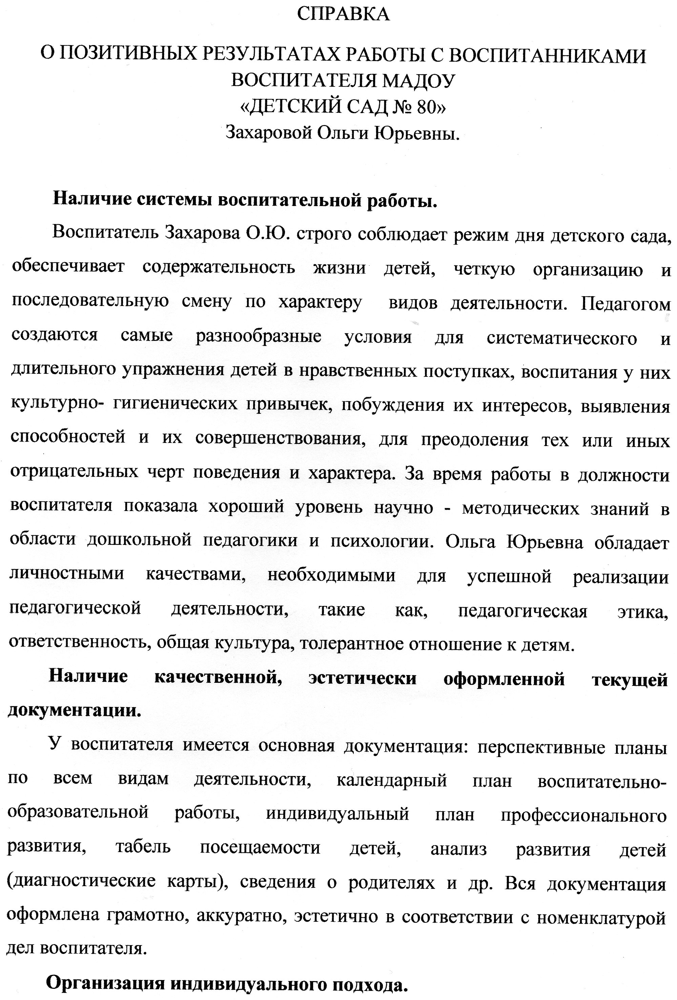 СПРАВКА
О ПОЗИТИВНЫХ РЕЗУЛЬТАТАХ РАБОТЫ С ВОСПИТАННИКАМИ
ВОСПИТАТЕЛЯ МАДОУ
«ДЕТСКИЙ САД № 80»
Захаровой Ольги Юрьевны.
Наличие системы воспитательной работы.
Воспитатель Захарова О.Ю. строго соблюдает режим дня детского сада,
обеспечивает содержательность жизни детей, четкую организацию и
последовательную смену по характеру видов деятельности. Педагогом
создаются самые разнообразные условия для систематического и
длительного упражнения детей в нравственных поступках, воспитания у них
культурно- гигиенических привычек, побуждения их интересов, выявления
способностей и их совершенствования, для преодоления тех или иных
отрицательных черт поведения и характера. За время работы в должности
воспитателя показала хороший уровень научно - методических знаний в
области дошкольной педагогики и психологии. Ольга Юрьевна обладает
личностными качествами, необходимыми для успешной реализации
педагогической деятельности, такие как, педагогическая этика,
ответственность, общая культура, толерантное отношение к детям.
Наличие качественной, эстетически оформленной текущей
документации.
У воспитателя имеется основная документация: перспективные планы
по всем видам деятельности, календарный план воспитательно-
образовательной работы, индивидуальный план профессионального
развития, табель посещаемости детей, анализ развития детей
(диагностические карты), сведения о родителях и др. Вся документация
оформлена грамотно, аккуратно, эстетично в соответствии с номенклатурой
дел воспитателя.
Организация индивидуального подхода.